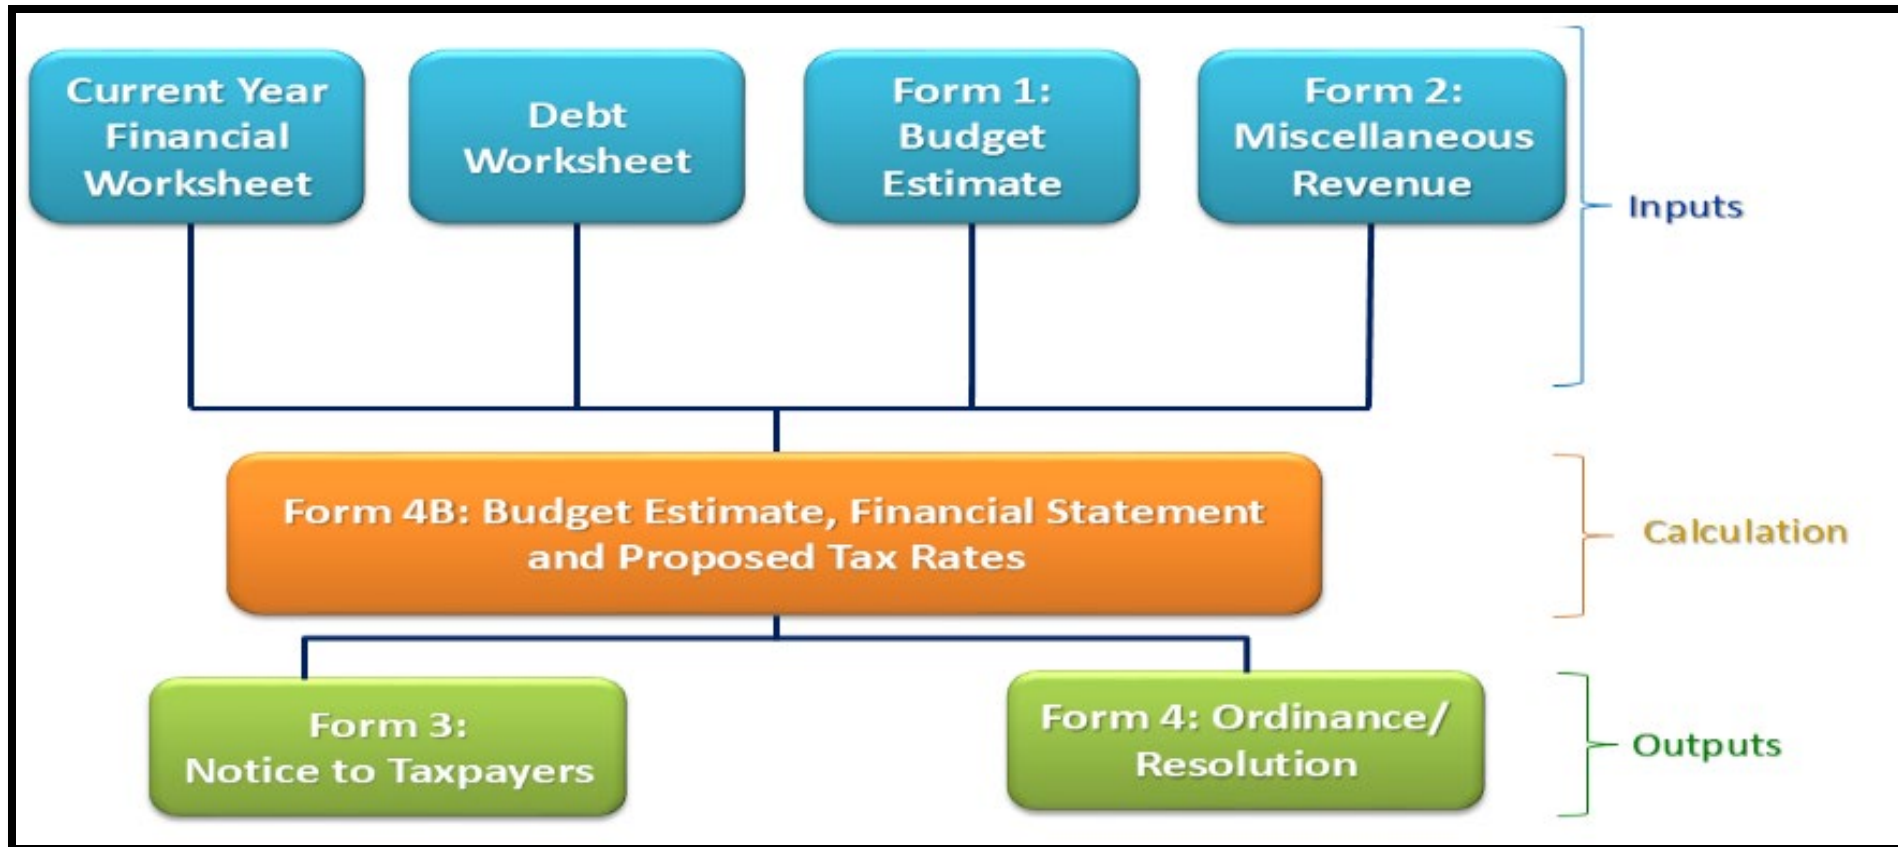 Current Year
Financial
Worksheet
Debt
Worksheet
Form 1:
Budget
Estimate
Form 2:
Miscellaneous
Revenue
Inputs
Form 4B: Budget Estimate, Financial Statement
and Proposed Tax Rates
Calculation
Form 3:
Notice to Taxpayers
Form 4: Ordinance/
Resolution
Outputs